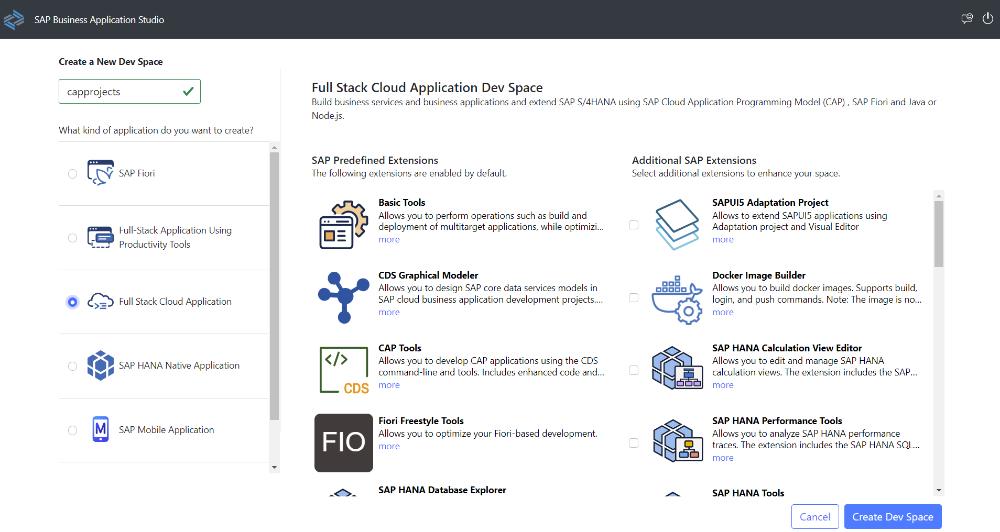 SAP Business Application Studio
Create a New Dev Space
capprojects
What kind of application do you want to create?
SAP Fiori
Full-Stack Application Using
Productivity Tools
Full Stack Cloud Application
SAP HANA Native Application
M
SAP Mobile Application
Full Stack Cloud Application Dev Space
Build business services and business applications and extend SAP S/4HANA using SAP Cloud Application Programming Model (CAP) , SAP Fiori and Java or
Node.js.
SAP Predefined Extensions
The following extensions are enabled by default.
Basic Tools
Allows you to perform operations such as build and
deployment of multitarget applications, while optimizi...
more
CDS Graphical Modeler
Allows you to design SAP core data services models in
SAP cloud business application development projects....
more
</>
CDS
CAP Tools
Allows you to develop CAP applications using the CDS
command-line and tools. Includes enhanced code and...
more
FIO
Fiori Freestyle Tools
Allows you to optimize your Fiori-based development.
more
SAP HANA Database Explorer
Additional SAP Extensions
Select additional extensions to enhance your space.
SAPUI5 Adaptation Project
Allows to extend SAPUI5 applications using
Adaptation project and Visual Editor
more
Docker Image Builder
Allows you to build docker images. Supports build,
login, and push commands. Note: The image is no...
more
SAP HANA Calculation View Editor
Allows you to edit and manage SAP HANA
calculation views. The extension includes the SAP...
more
SAP HANA Performance Tools
Allows you to analyze SAP HANA performance
traces. The extension includes the SAP HANA SQL...
more
SAP HANA Tools
Cancel
Create Dev Space